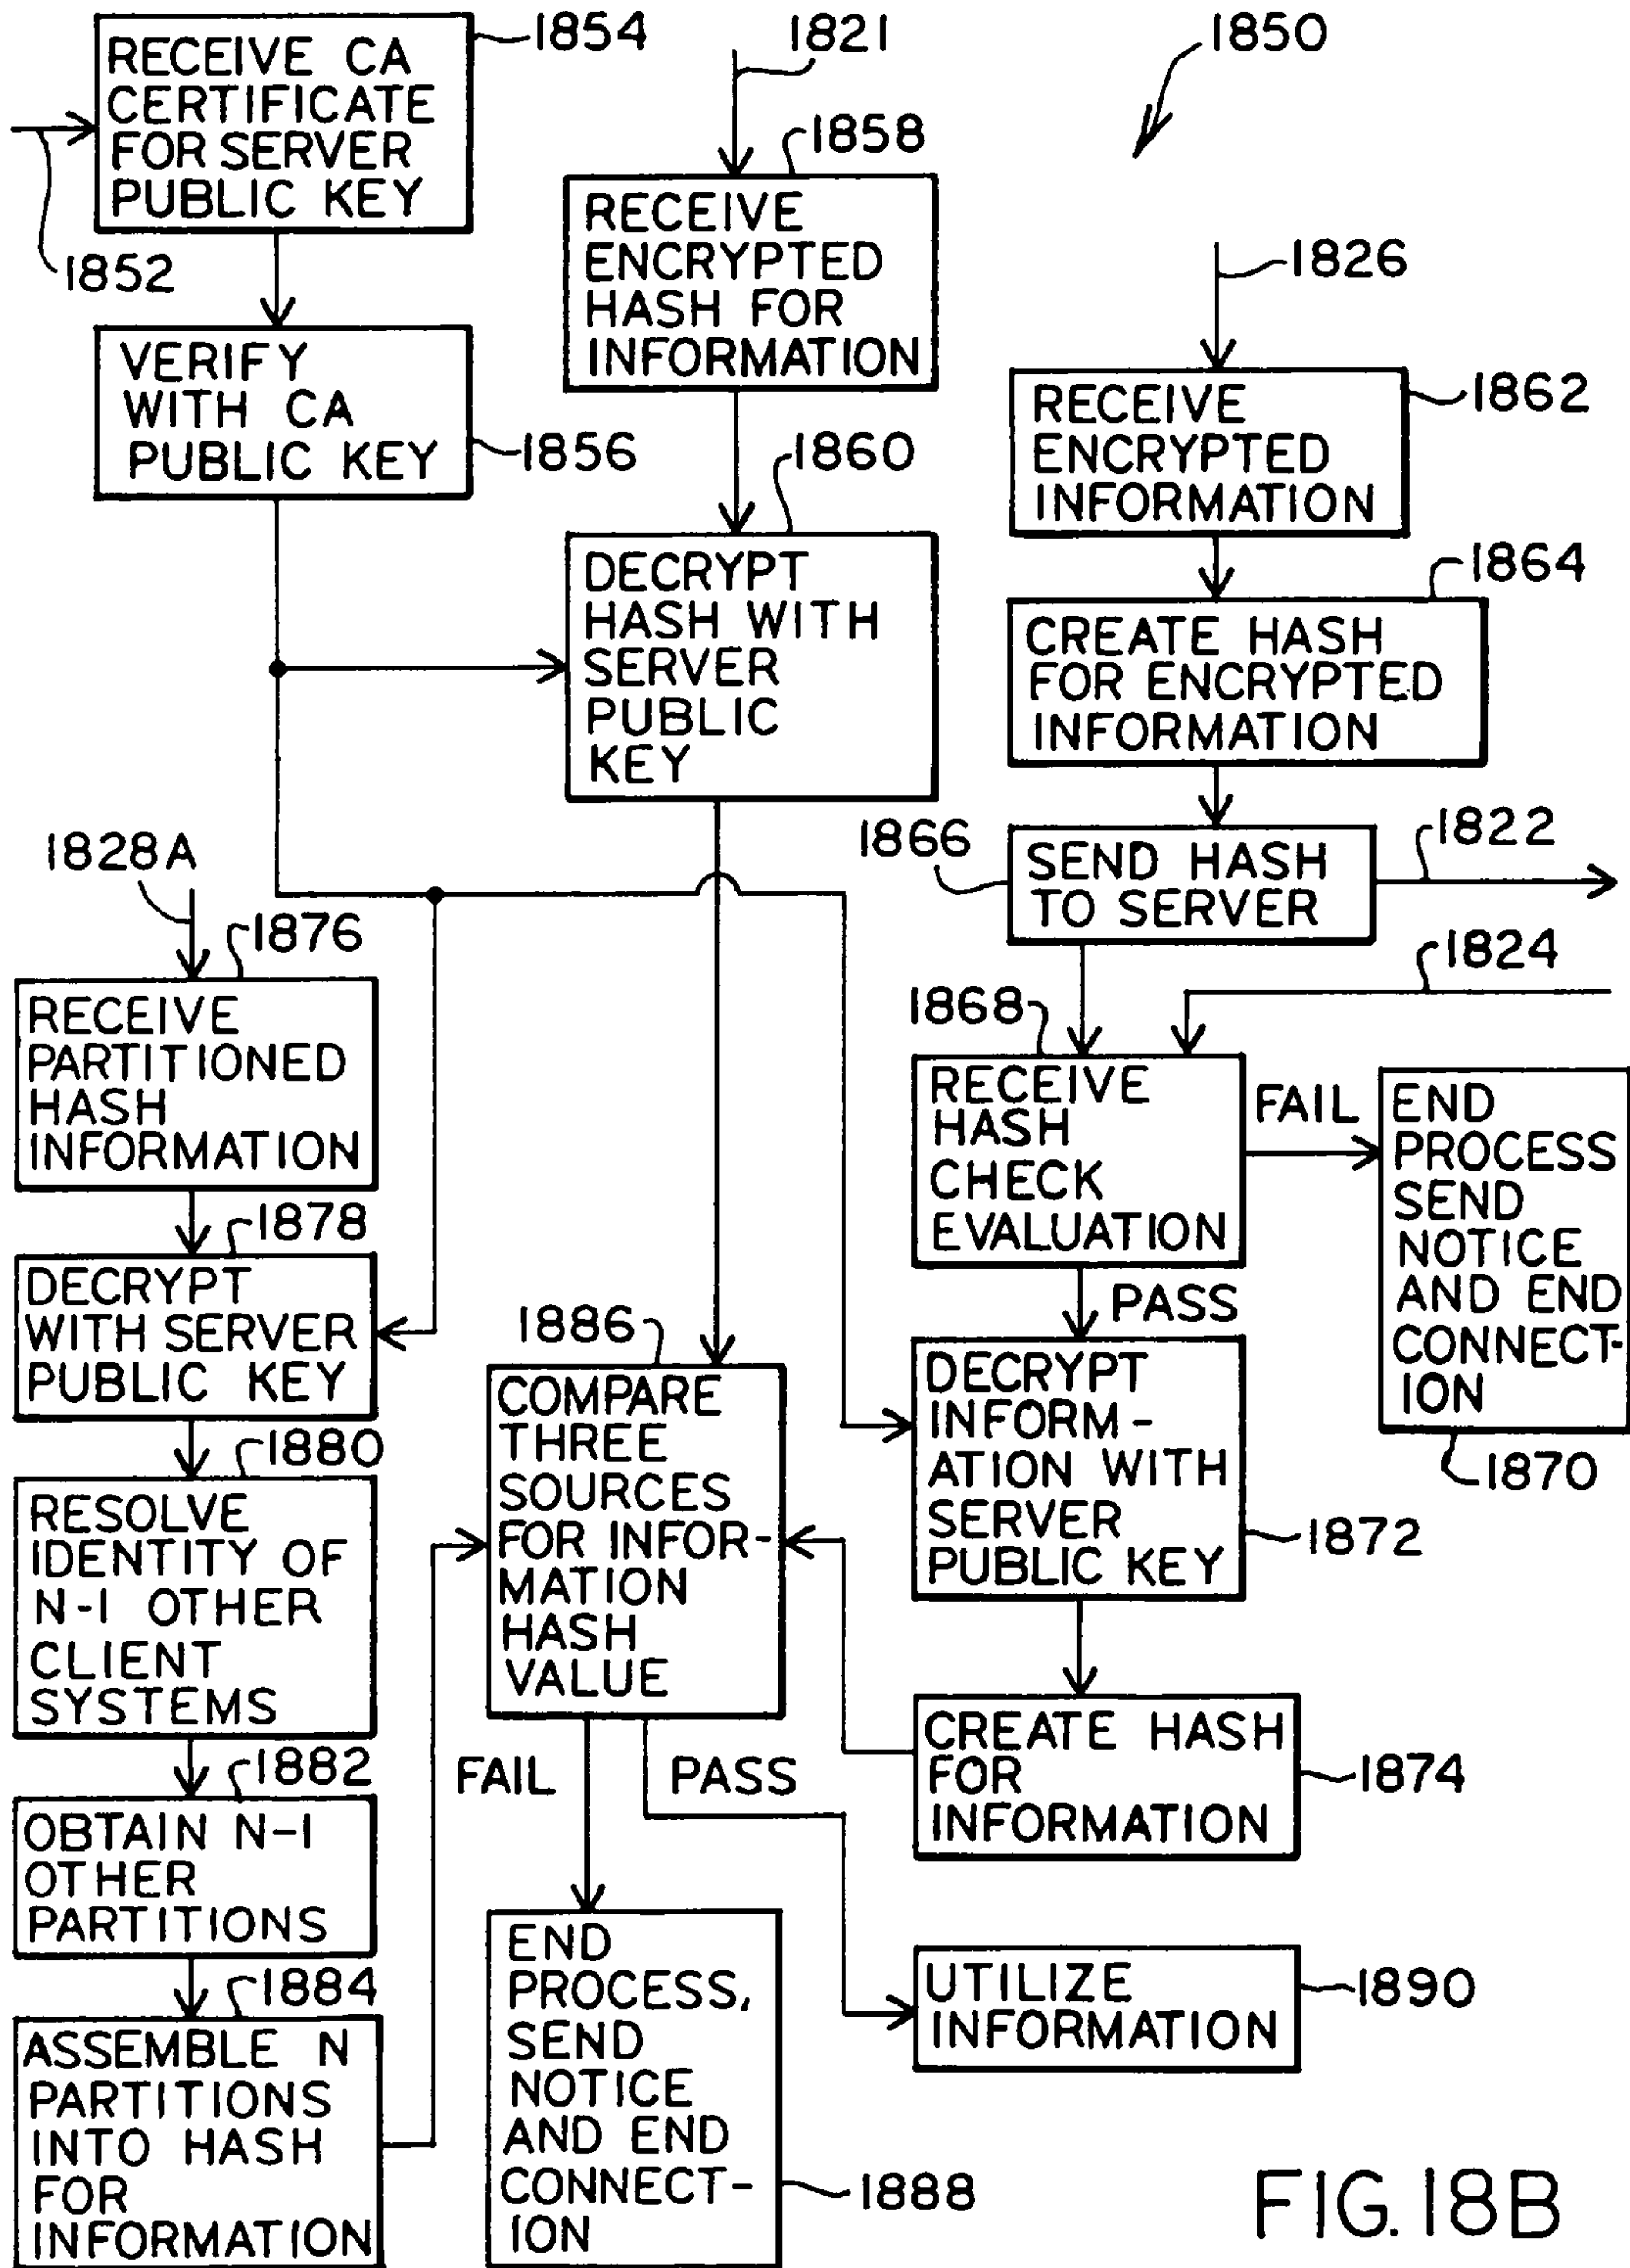 1854
RECEIVE CA
CERTIFICATE
FOR SERVER
PUBLIC KEY
1852
VERIFY
WITH CA
PUBLIC KEY
1856
1821
1858
RECEIVE
ENCRYPTED
HASH FOR
INFORMATION
1860
DECRYPT
HASH WITH
SERVER
PUBLIC
KEY
1850
1826
1862
RECEIVE
ENCRYPTED
INFORMATION
1864
CREATE HASH
FOR ENCRYPTED
INFORMATION
1866
SEND HASH
TO SERVER
1822
1824
1868
RECEIVE
HASH
CHECK
EVALUATION
FAIL
END
PROCESS
SEND
NOTICE
AND END
CONNECT-
ION
1870
PASS
DECRYPT
INFORM-
ATION WITH
SERVER
PUBLIC KEY
1872
CREATE HASH
FOR
INFORMATION
1874
1828A
1876
RECEIVE
PARTITIONED
HASH
INFORMATION
1878
DECRYPT
WITH SERVER
PUBLIC KEY
1880
RESOLVE
IDENTITY OF
N-1 OTHER
CLIENT
SYSTEMS
1882
OBTAIN N-1
OTHER
PARTITIONS
1884
ASSEMBLE N
PARTITIONS
INTO HASH
FOR
INFORMATION
1886
COMPARE
THREE
SOURCES
FOR INFOR-
MATION
HASH
VALUE
FAIL
PASS
END
PROCESS,
SEND
NOTICE
AND END
CONNECT-
ION
1888
UTILIZE
INFORMATION
1890
FIG. 18B